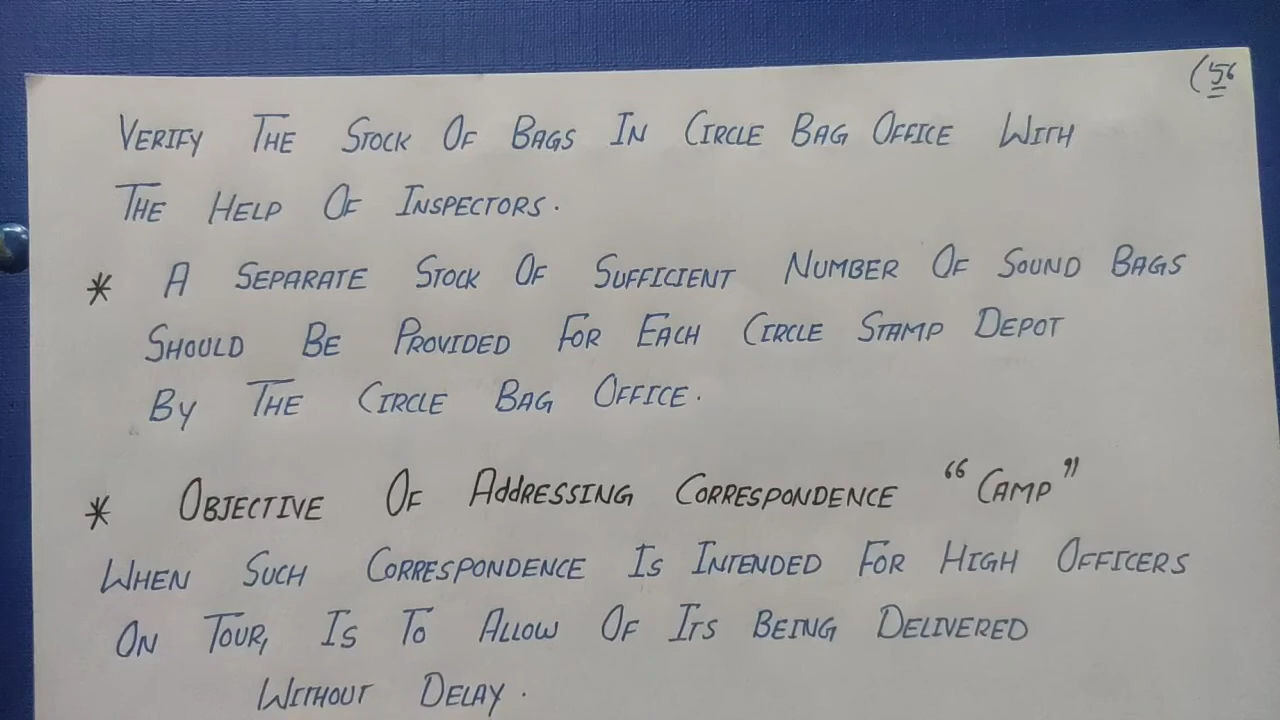 (56
VERIFY THE STOCK OF BAGS IN CIRCLE BAG OFFICE WITH
THE HELP OF INSPECTORS.
* A SEPARATE STOCK OF SUFFICIENT NUMBER OF SOUND BAGS
SHOULD BE PROVIDED FOR EACH CIRCLE STAMP DEPOT
BY THE CIRCLE BAG OFFICE.
* OBJECTIVE OF ADDRESSING CORRESPONDENCE "CAMP"
WHEN SUCH CORRESPONDENCE IS INTENDED FOR HIGH OFFICERS
ON TOUR, IS TO ALLOW OF ITS BEING DELIVERED
WITHOUT DELAY.